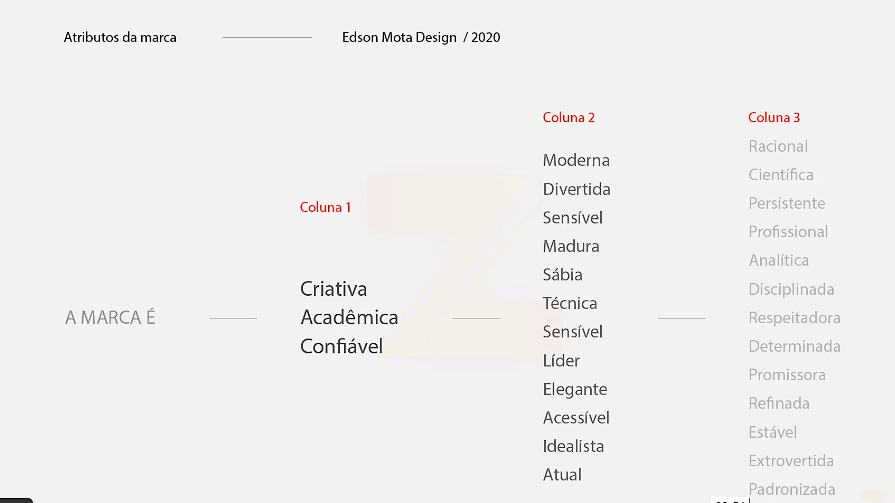 Atributos da marca
Edson Mota Design / 2020
A MARCA É
Coluna 1
Criativa
Acadêmica
Confiável
Coluna 2
Moderna
Divertida
Sensível
Madura
Sábia
Técnica
Sensível
Líder
Elegante
Acessível
Idealista
Atual
Coluna 3
Racional
Científica
Persistente
Profissional
Analítica
Disciplinada
Respeitadora
Determinada
Promissora
Refinada
Estável
Extrovertida
Padronizada